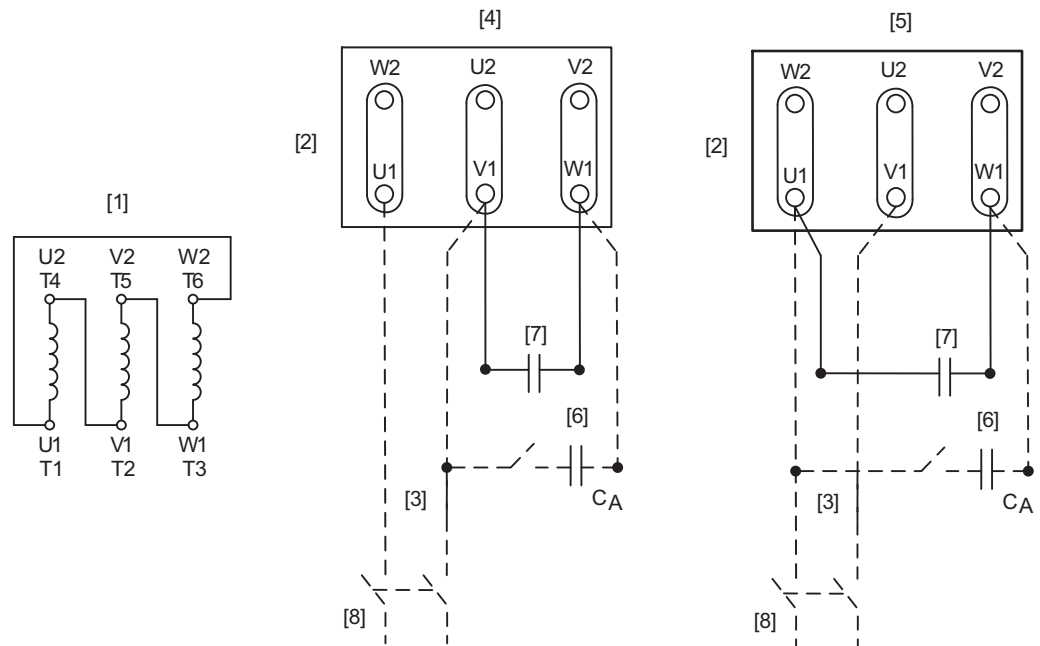 [1]
U2 V2 W2
T4 T5 T6
U1 V1 W1
T1 T2 T3
[4]
W2 U2 V2
[2]
U1 V1 W1
[7]
[6]
[3]
CA
[8]
[5]
W2 U2 V2
[2]
U1 V1 W1
[7]
[6]
[3]
CA
[8]